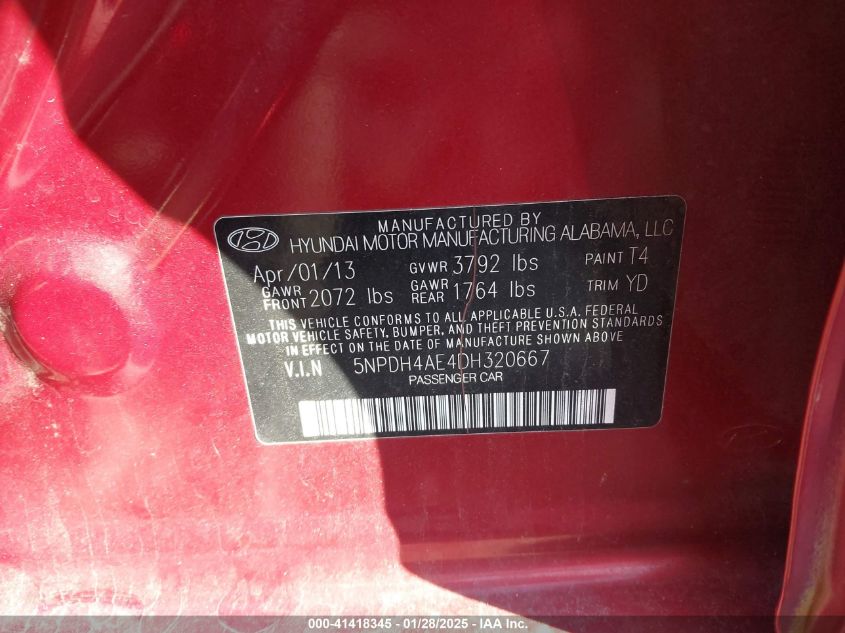 MANUFACTURED BY
HYUNDAI MOTOR MANUFACTURING ALABAMA, LLC
Apr/01/13 GVWR 3792 lbs PAINT T4
GAWR FRONT 2072 lbs GAWR REAR 1764 lbs TRIM YD
THIS VEHICLE CONFORMS TO ALL APPLICABLE U.S.A. FEDERAL
MOTOR VEHICLE SAFETY, BUMPER, AND THEFT PREVENTION STANDARDS
IN EFFECT ON THE DATE OF MANUFACTURE SHOWN ABOVE
V.I.N 5NPDH4AE4DH320667
PASSENGER CAR
000-41418345 - 01/28/2025 - IAA Inc.